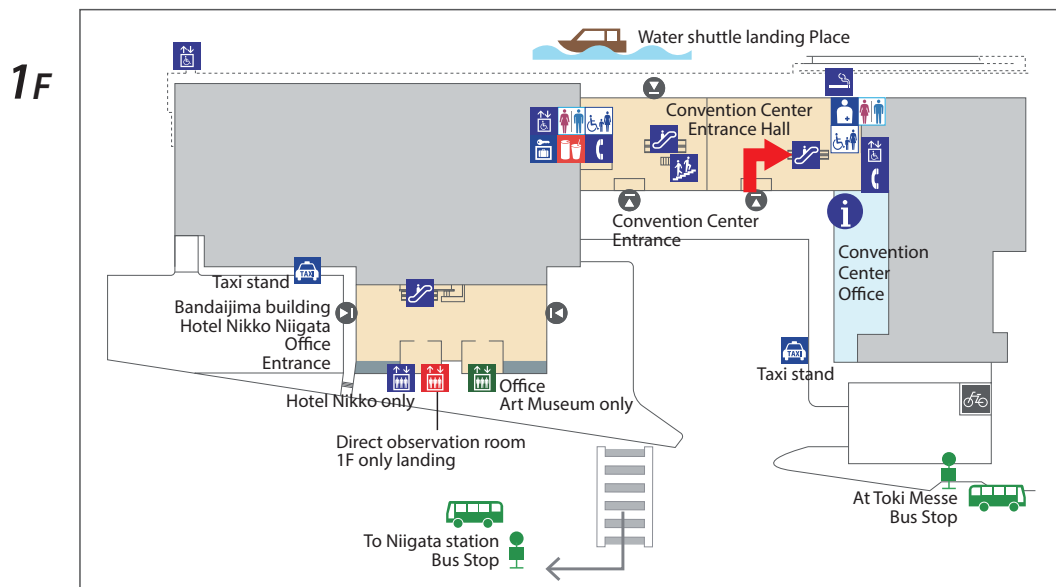 1F
Water shuttle landing Place
Convention Center
Entrance Hall
Convention Center
Entrance
i
Convention
Center
Office
Taxi stand
TAXI
Bandaijima building
Hotel Nikko Niigata
Office
Entrance
TAXI
Taxi stand
Hotel Nikko only
Office
Art Museum only
Direct observation room
1F only landing
At Toki Messe
Bus Stop
To Niigata station
Bus Stop